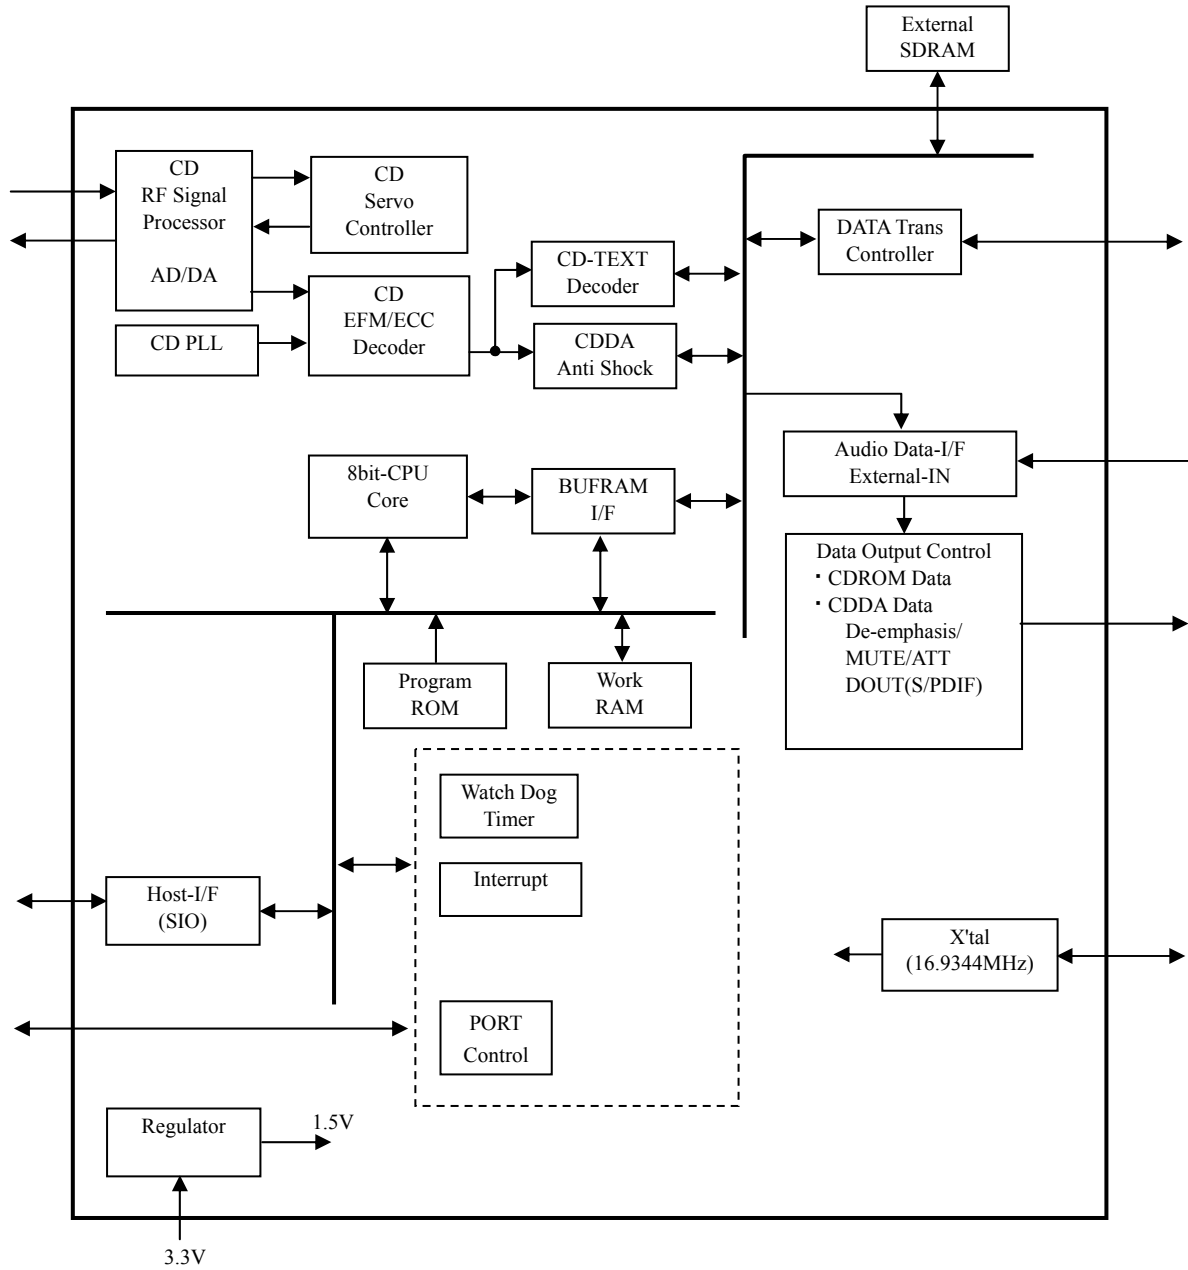 External
SDRAM
CD
RF Signal
Processor
AD/DA
CD
Servo
Controller
CD PLL
CD
EFM/ECC
Decoder
CD-TEXT
Decoder
CDDA
Anti Shock
DATA Trans
Controller
Audio Data-I/F
External-IN
8bit-CPU
Core
BUFRAM
I/F
Data Output Control
・CDROM Data
・CDDA Data
De-emphasis/
MUTE/ATT
DOUT(S/PDIF)
Program
ROM
Work
RAM
Watch Dog
Timer
Interrupt
Host-I/F
(SIO)
X'tal
(16.9344MHz)
PORT
Control
Regulator
1.5V
3.3V